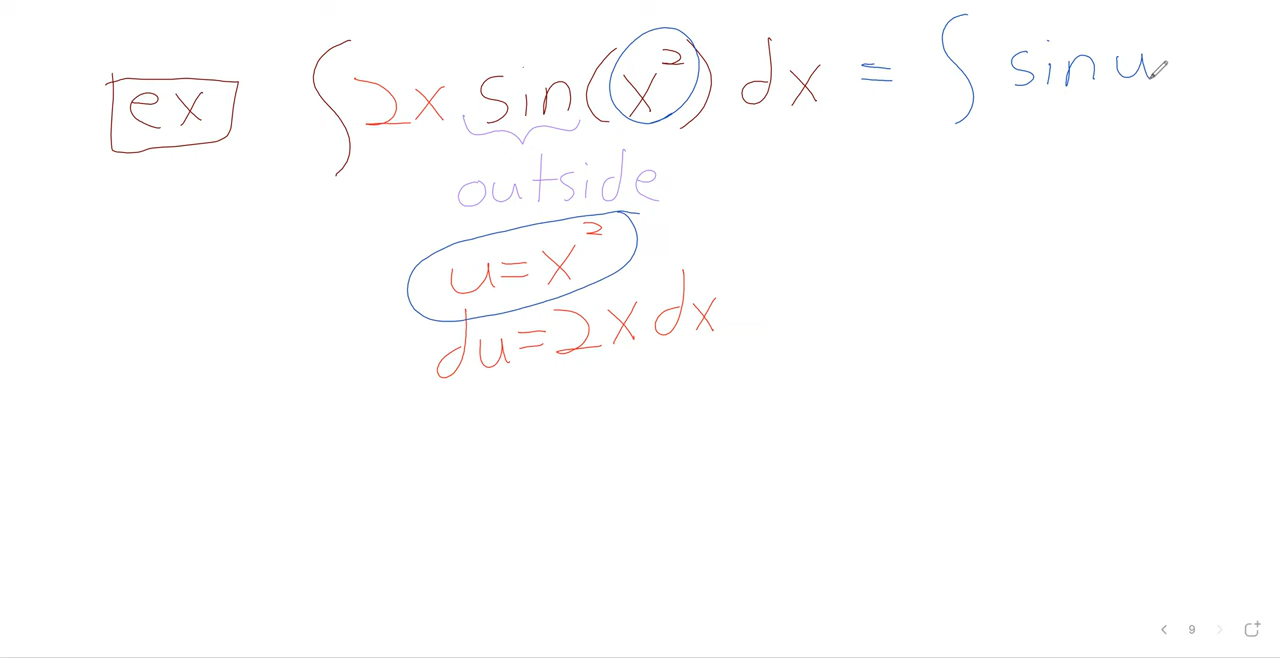 ex ∫ 2x sin(x²) dx = ∫ sin u
outside
u = x²
du = 2x dx
9